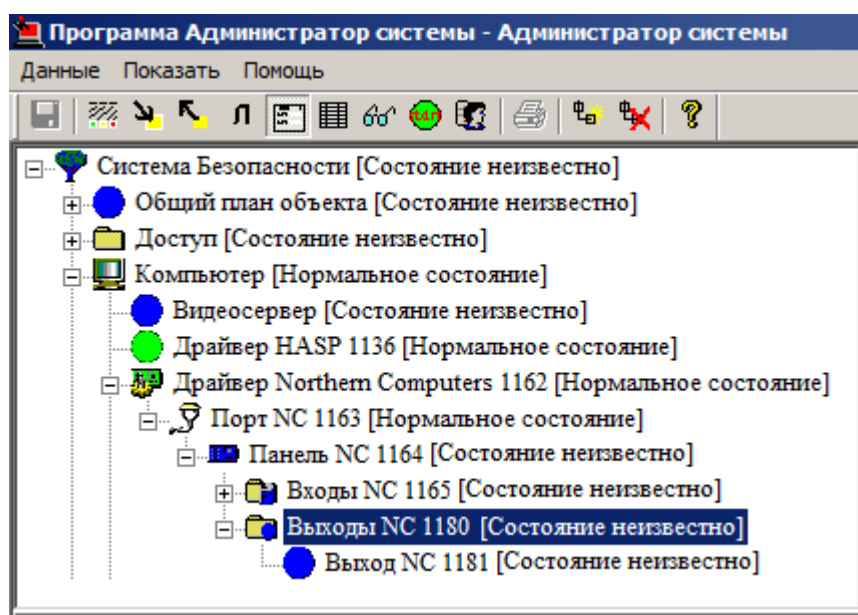 Программа Администратор системы - Администратор системы
Данные Показать Помощь
Л
Система Безопасности [Состояние неизвестно]
Общий план объекта [Состояние неизвестно]
Доступ [Состояние неизвестно]
Компьютер [Нормальное состояние]
Видеосервер [Состояние неизвестно]
Драйвер HASP 1136 [Нормальное состояние]
Драйвер Northern Computers 1162 [Нормальное состояние]
Порт NC 1163 [Нормальное состояние]
Панель NC 1164 [Состояние неизвестно]
Входы NC 1165 [Состояние неизвестно]
Выходы NC 1180 [Состояние неизвестно]
Выход NC 1181 [Состояние неизвестно]